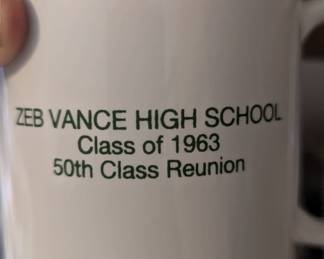 ZEB VANCE HIGH SCHOOL
Class of 1963
50th Class Reunion